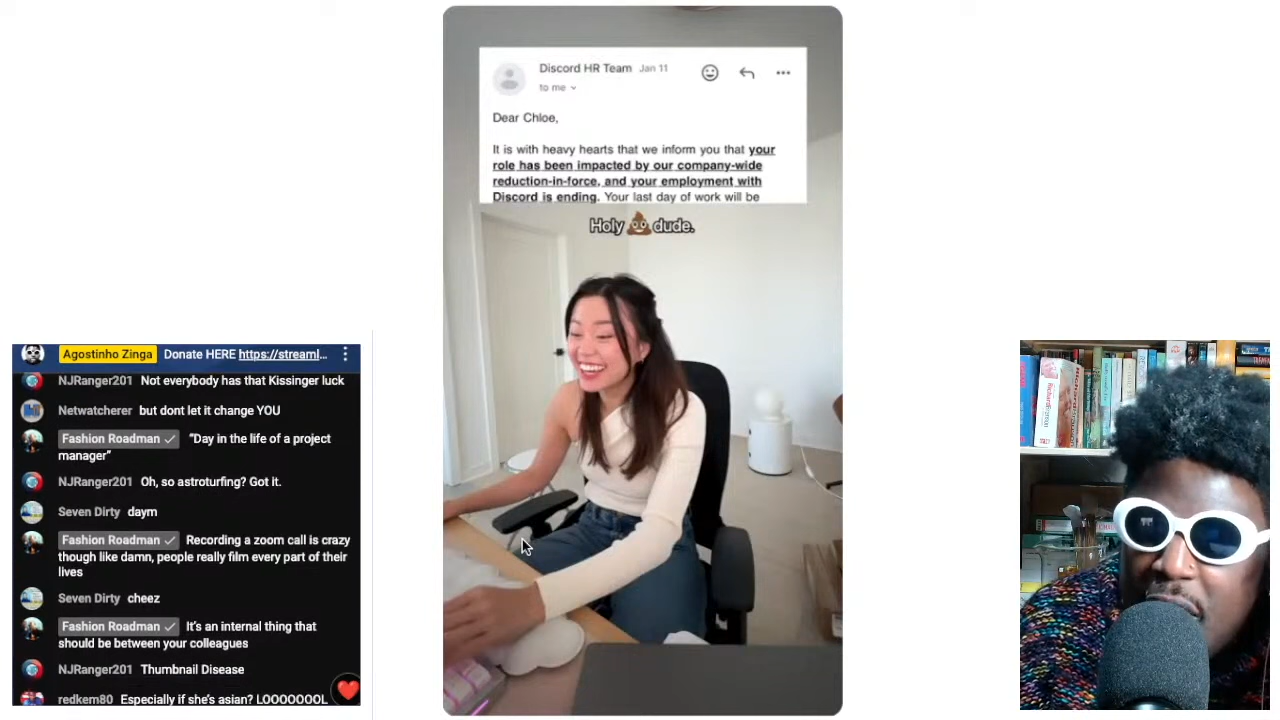 Discord HR Team Jan 11
to me
Dear Chloe,
It is with heavy hearts that we inform you that your
role has been impacted by our company-wide
reduction-in-force, and your employment with
Discord is ending. Your last day of work will be
Holy 💩 dude.
Agostinho Zinga Donate HERE https://streaml...
NJRanger201 Not everybody has that Kissinger luck
Netwatcherer but dont let it change YOU
Fashion Roadman “Day in the life of a project
manager”
NJRanger201 Oh, so astroturfing? Got it.
Seven Dirty daym
Fashion Roadman Recording a zoom call is crazy
though like damn, people really film every part of their
lives
Seven Dirty cheez
Fashion Roadman It’s an internal thing that
should be between your colleagues
NJRanger201 Thumbnail Disease
redkem80 Especially if she’s asian? LOOOOOOOL